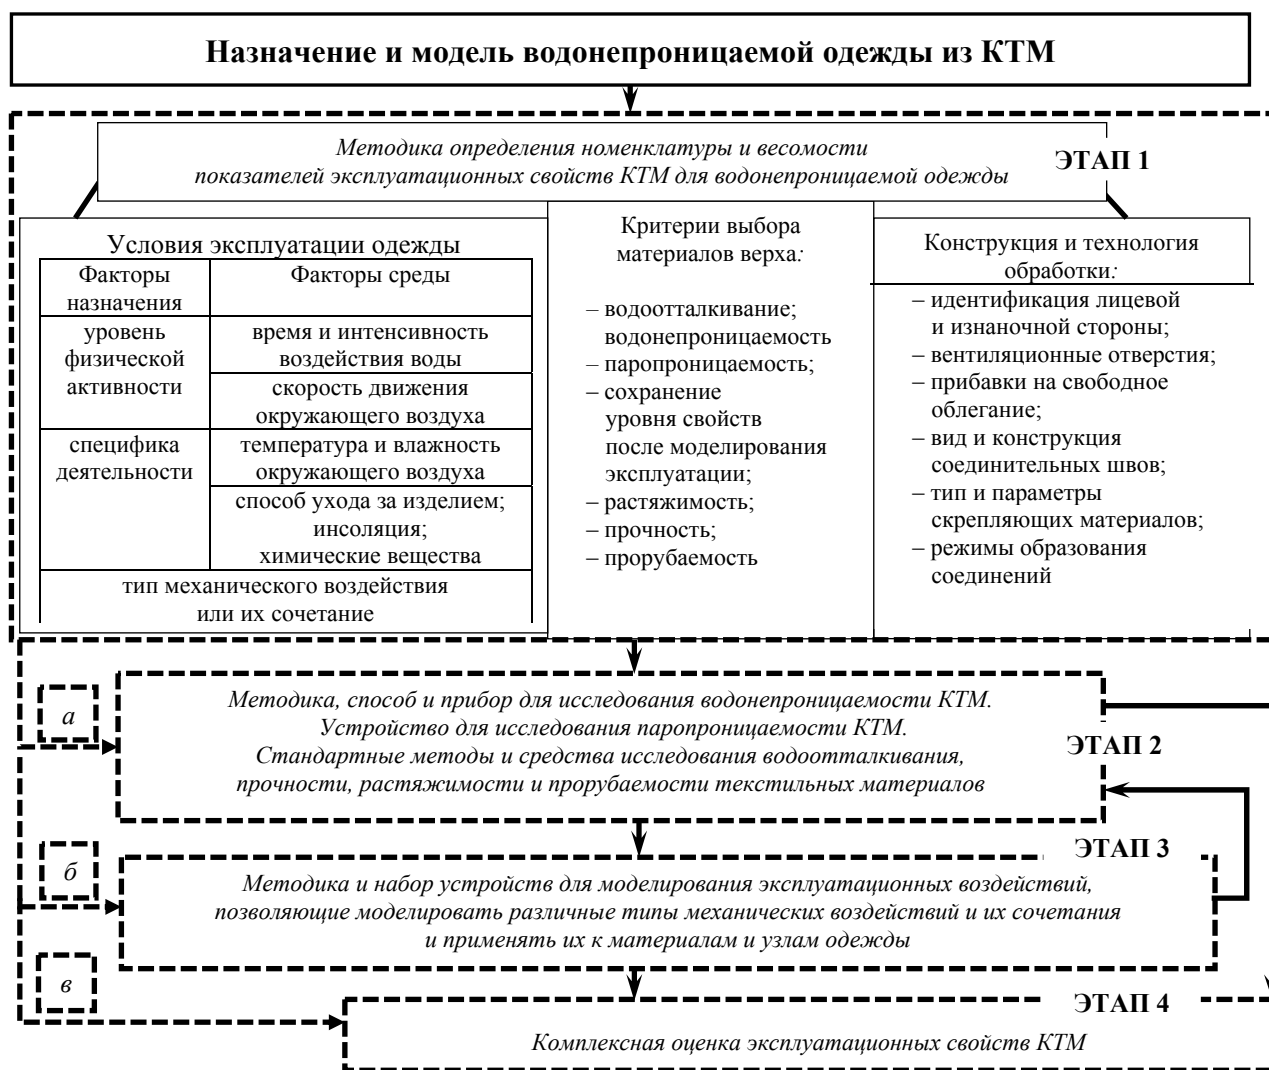 Назначение и модель водонепроницаемой одежды из КТМ
Методика определения номенклатуры и весомости
показателей эксплуатационных свойств КТМ для водонепроницаемой одежды
ЭТАП 1
Условия эксплуатации одежды
Факторы
назначения
Факторы среды
уровень
физической
активности
время и интенсивность
воздействия воды
скорость движения
окружающего воздуха
специфика
деятельности
температура и влажность
окружающего воздуха
способ ухода за изделием;
инсоляция;
химические вещества
тип механического воздействия
или их сочетание
Критерии выбора
материалов верха:
– водоотталкивание;
водонепроницаемость
– паропроницаемость;
– сохранение
уровня свойств
после моделирования
эксплуатации;
– растяжимость;
– прочность;
– прорубаемость
Конструкция и технология
обработки:
– идентификация лицевой
и изнаночной стороны;
– вентиляционные отверстия;
– прибавки на свободное
облегание;
– вид и конструкция
соединительных швов;
– тип и параметры
скрепляющих материалов;
– режимы образования
соединений
а
Методика, способ и прибор для исследования водонепроницаемости КТМ.
Устройство для исследования паропроницаемости КТМ.
Стандартные методы и средства исследования водоотталкивания,
прочности, растяжимости и прорубаемости текстильных материалов
ЭТАП 2
б
ЭТАП 3
Методика и набор устройств для моделирования эксплуатационных воздействий,
позволяющие моделировать различные типы механических воздействий и их сочетания
и применять их к материалам и узлам одежды
в
ЭТАП 4
Комплексная оценка эксплуатационных свойств КТМ